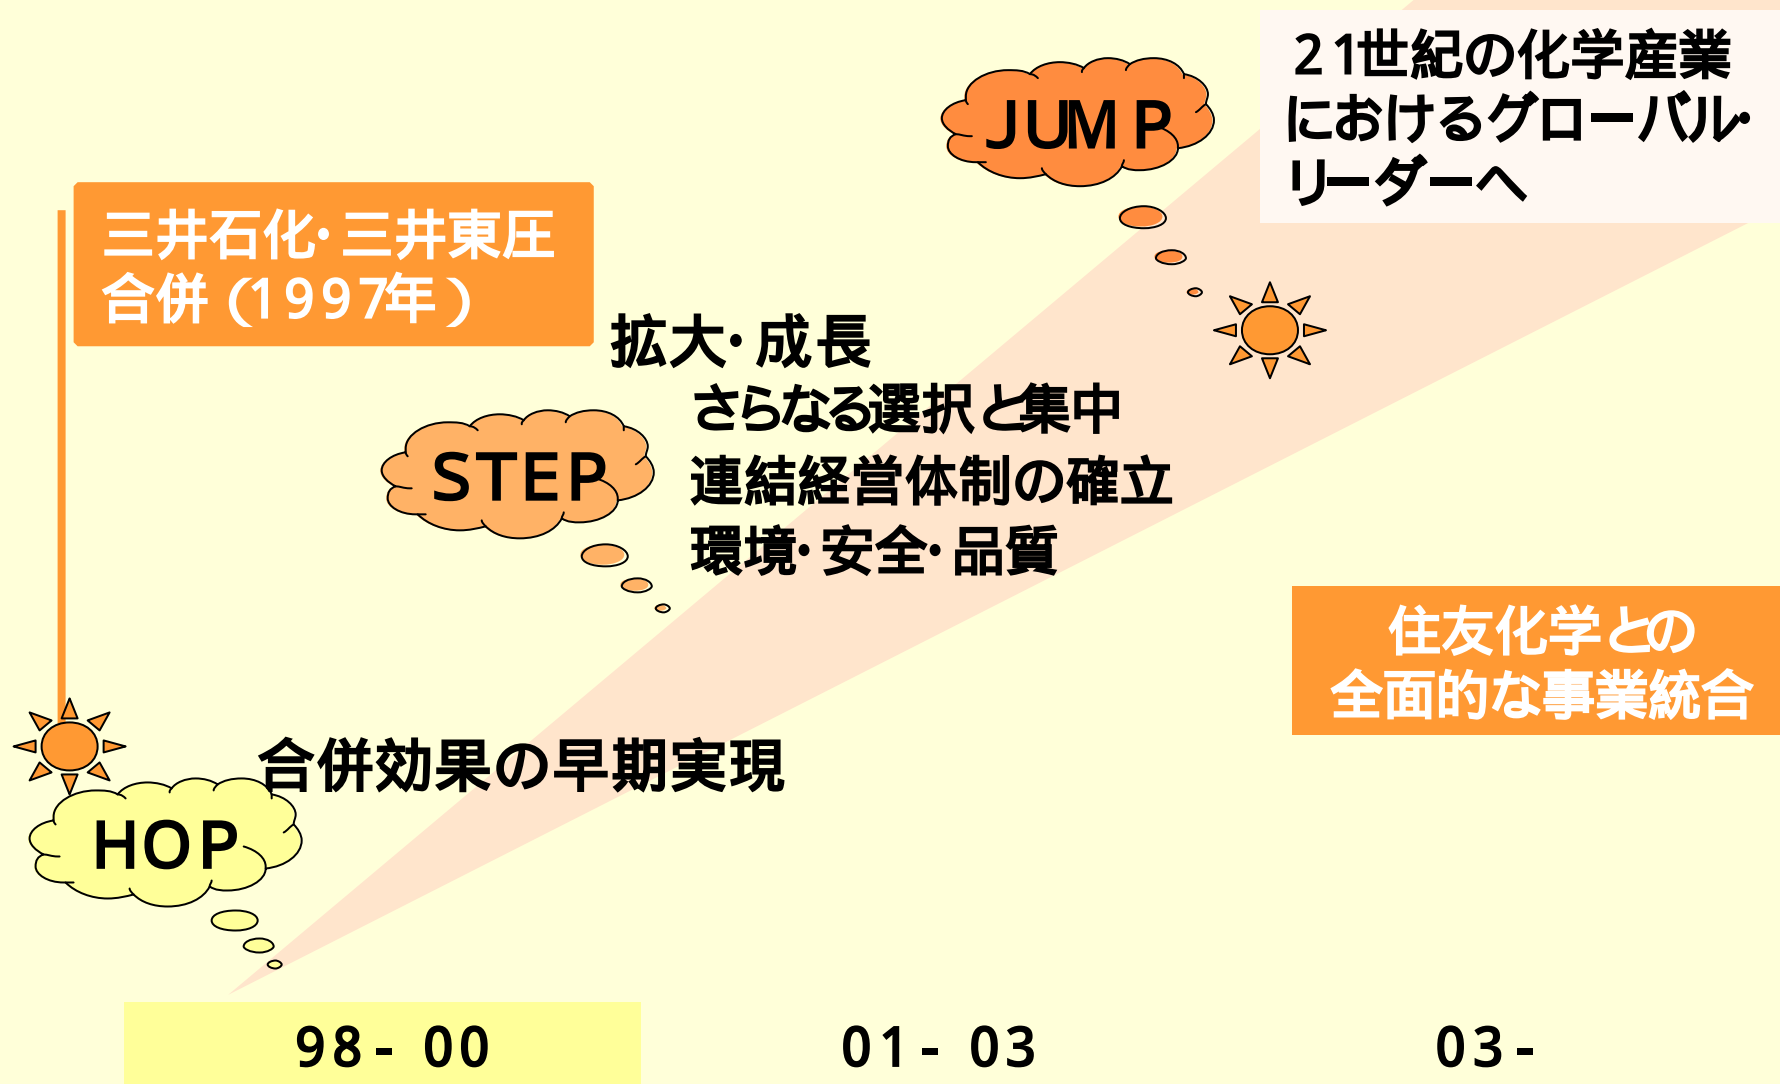 21世紀の化学産業
におけるグローバル・
リーダーへ
JUMP
三井石化・三井東圧
合併(1997年)
拡大・成長
さらなる選択と集中
連結経営体制の確立
環境・安全・品質
STEP
住友化学との
全面的な事業統合
合併効果の早期実現
HOP
98- 00
01- 03
03-